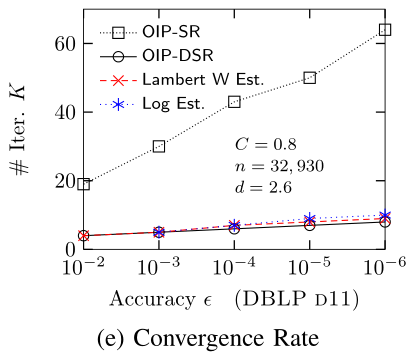 60
40
20
0
# Iter. K
OIP-SR
OIP-DSR
Lambert W Est.
Log Est.
C = 0.8
n = 32,930
d = 2.6
10⁻² 10⁻³ 10⁻⁴ 10⁻⁵ 10⁻⁶
Accuracy ϵ (DBLP D11)
(e) Convergence Rate